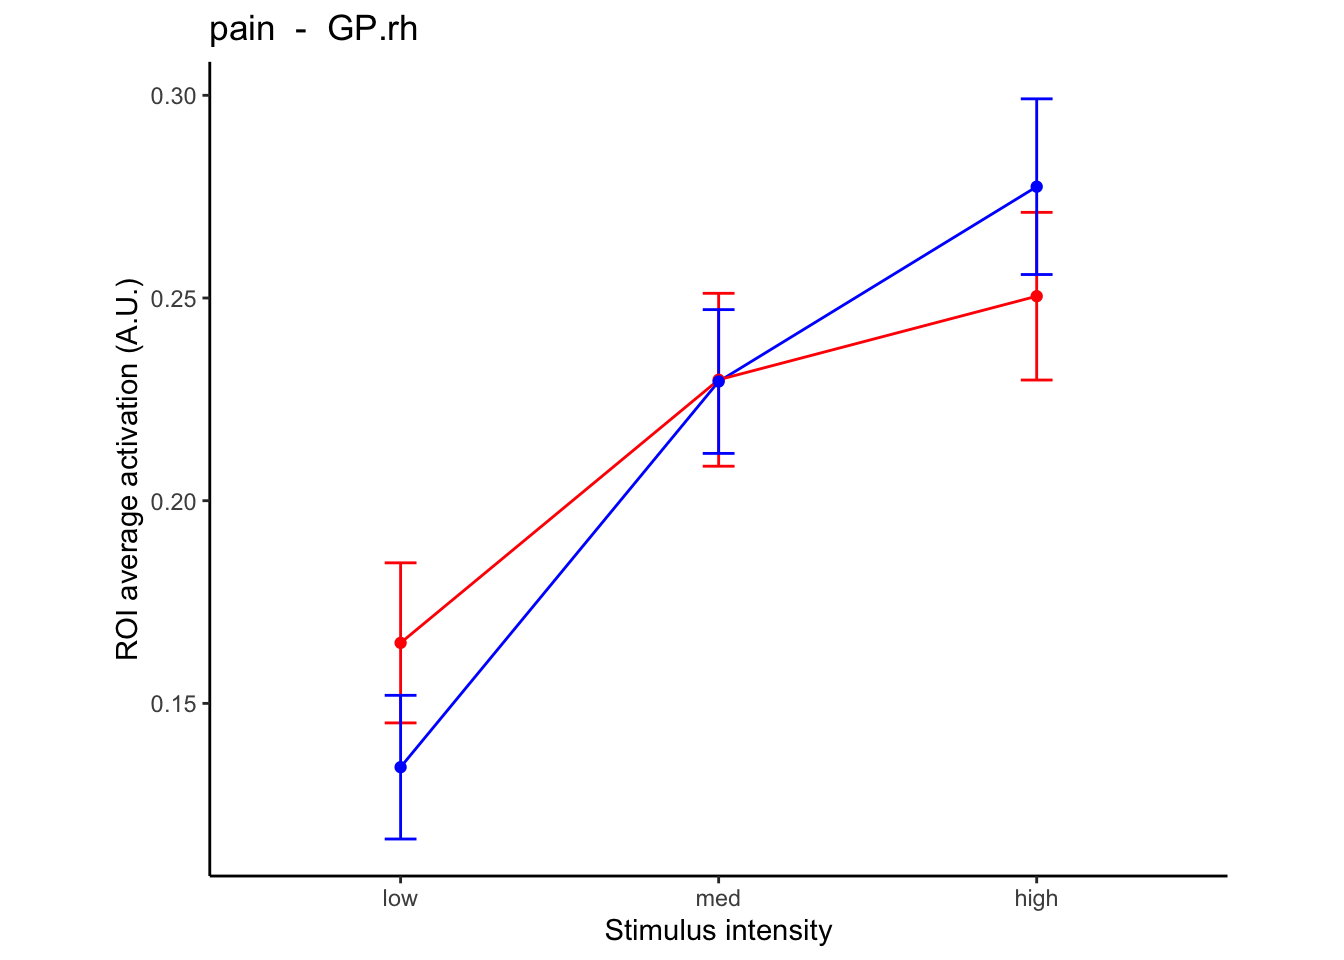 pain  -  GP.rh
ROI average activation (A.U.)
0.30
0.25
0.20
0.15
low
med
high
Stimulus intensity